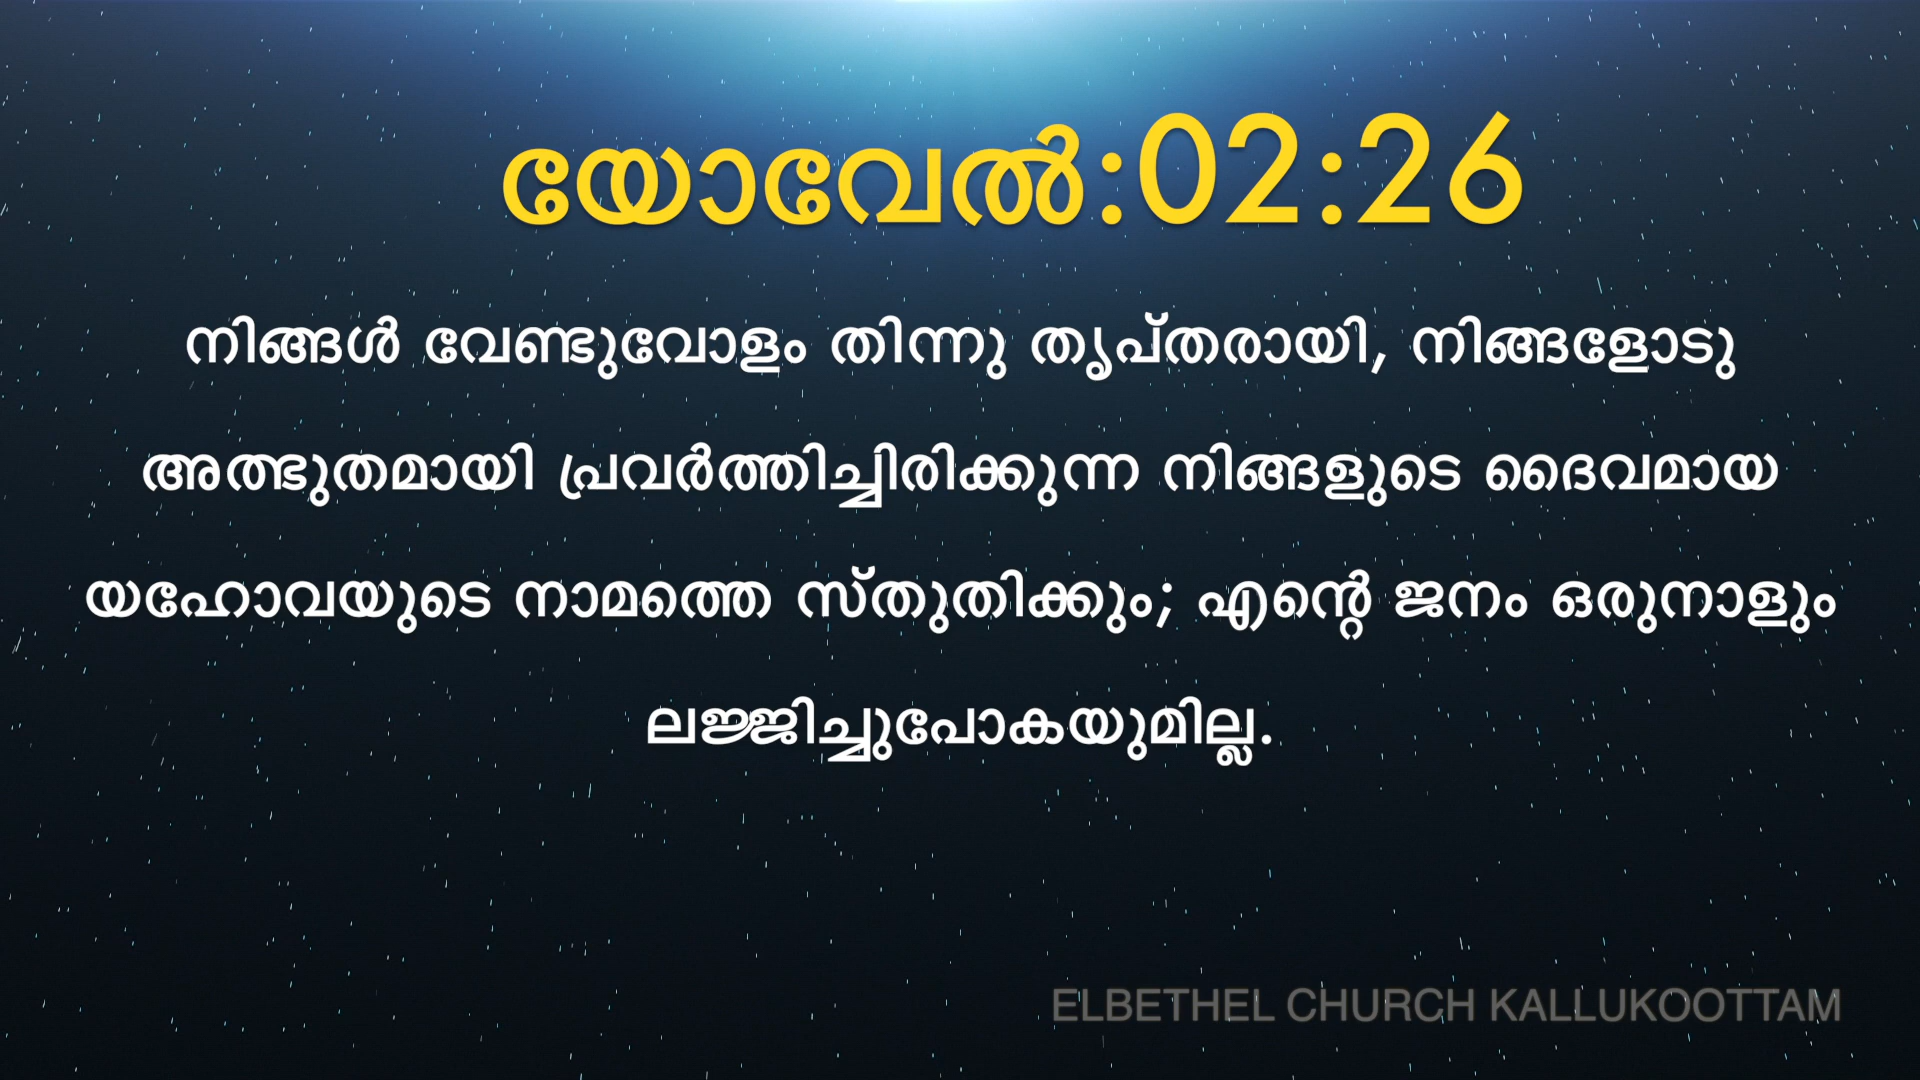 യോവേൽ:02:26
നിങ്ങൾ വേണ്ടുവോളം തിന്നു തൃപ്തരായി, നിങ്ങളോടു
അത്ഭുതമായി പ്രവർത്തിച്ചിരിക്കുന്ന നിങ്ങളുടെ ദൈവമായ
യഹോവയുടെ നാമത്തെ സ്തുതിക്കും; എന്റെ ജനം ഒരുനാളും
ലജ്ജിച്ചുപോകയുമില്ല.
ELBETHEL CHURCH KALLUKOOTTAM